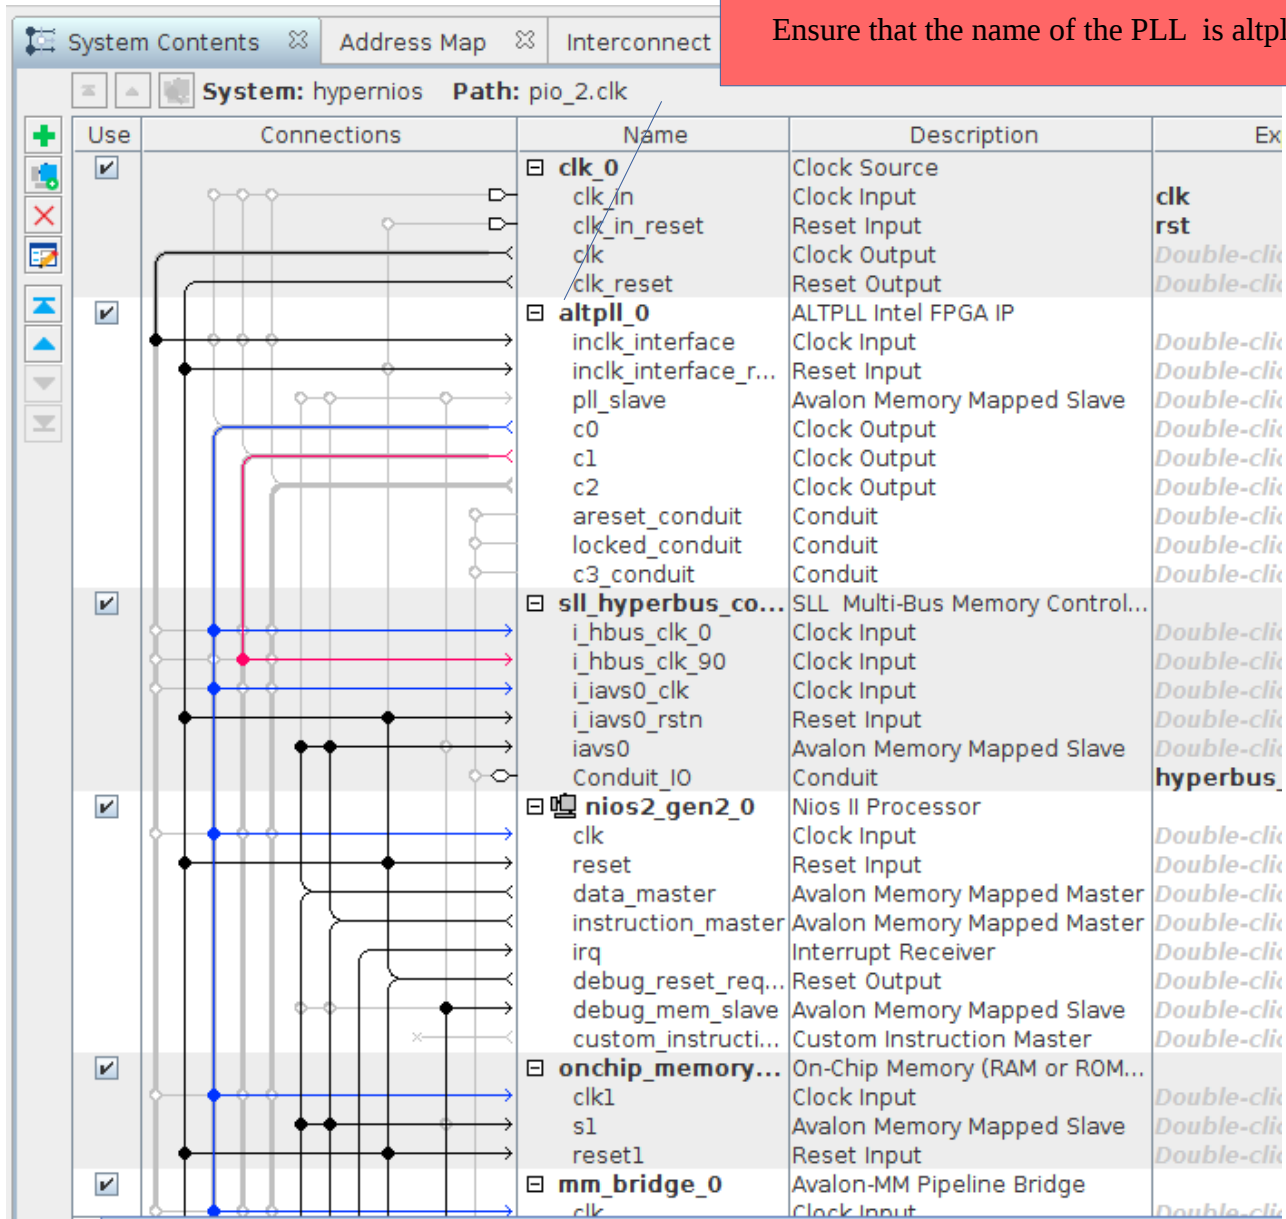 Ensure that the name of the PLL is altpl
System Contents Address Map Interconnect
System: hypernios Path: pio_2.clk
Use Connections Name Description Ex
clk_0 Clock Source
clk_in Clock Input clk
clk_in_reset Reset Input rst
clk Clock Output Double-clic
clk_reset Reset Output Double-clic
altpll_0 ALTPLL Intel FPGA IP
inclk_interface Clock Input Double-clic
inclk_interface_r... Reset Input Double-clic
pll_slave Avalon Memory Mapped Slave Double-clic
c0 Clock Output Double-clic
c1 Clock Output Double-clic
c2 Clock Output Double-clic
areset_conduit Conduit Double-clic
locked_conduit Conduit Double-clic
c3_conduit Conduit Double-clic
sll_hyperbus_co... SLL Multi-Bus Memory Control...
i_hbus_clk_0 Clock Input Double-clic
i_hbus_clk_90 Clock Input Double-clic
i_iavs0_clk Clock Input Double-clic
i_iavs0_rstn Reset Input Double-clic
iavs0 Avalon Memory Mapped Slave Double-clic
Conduit_IO Conduit hyperbus_
nios2_gen2_0 Nios II Processor
clk Clock Input Double-clic
reset Reset Input Double-clic
data_master Avalon Memory Mapped Master Double-clic
instruction_master Avalon Memory Mapped Master Double-clic
irq Interrupt Receiver Double-clic
debug_reset_req... Reset Output Double-clic
debug_mem_slave Avalon Memory Mapped Slave Double-clic
custom_instructi... Custom Instruction Master Double-clic
onchip_memory... On-Chip Memory (RAM or ROM...
clk1 Clock Input Double-clic
s1 Avalon Memory Mapped Slave Double-clic
reset1 Reset Input Double-clic
mm_bridge_0 Avalon-MM Pipeline Bridge
clk Clock Input Double-clic